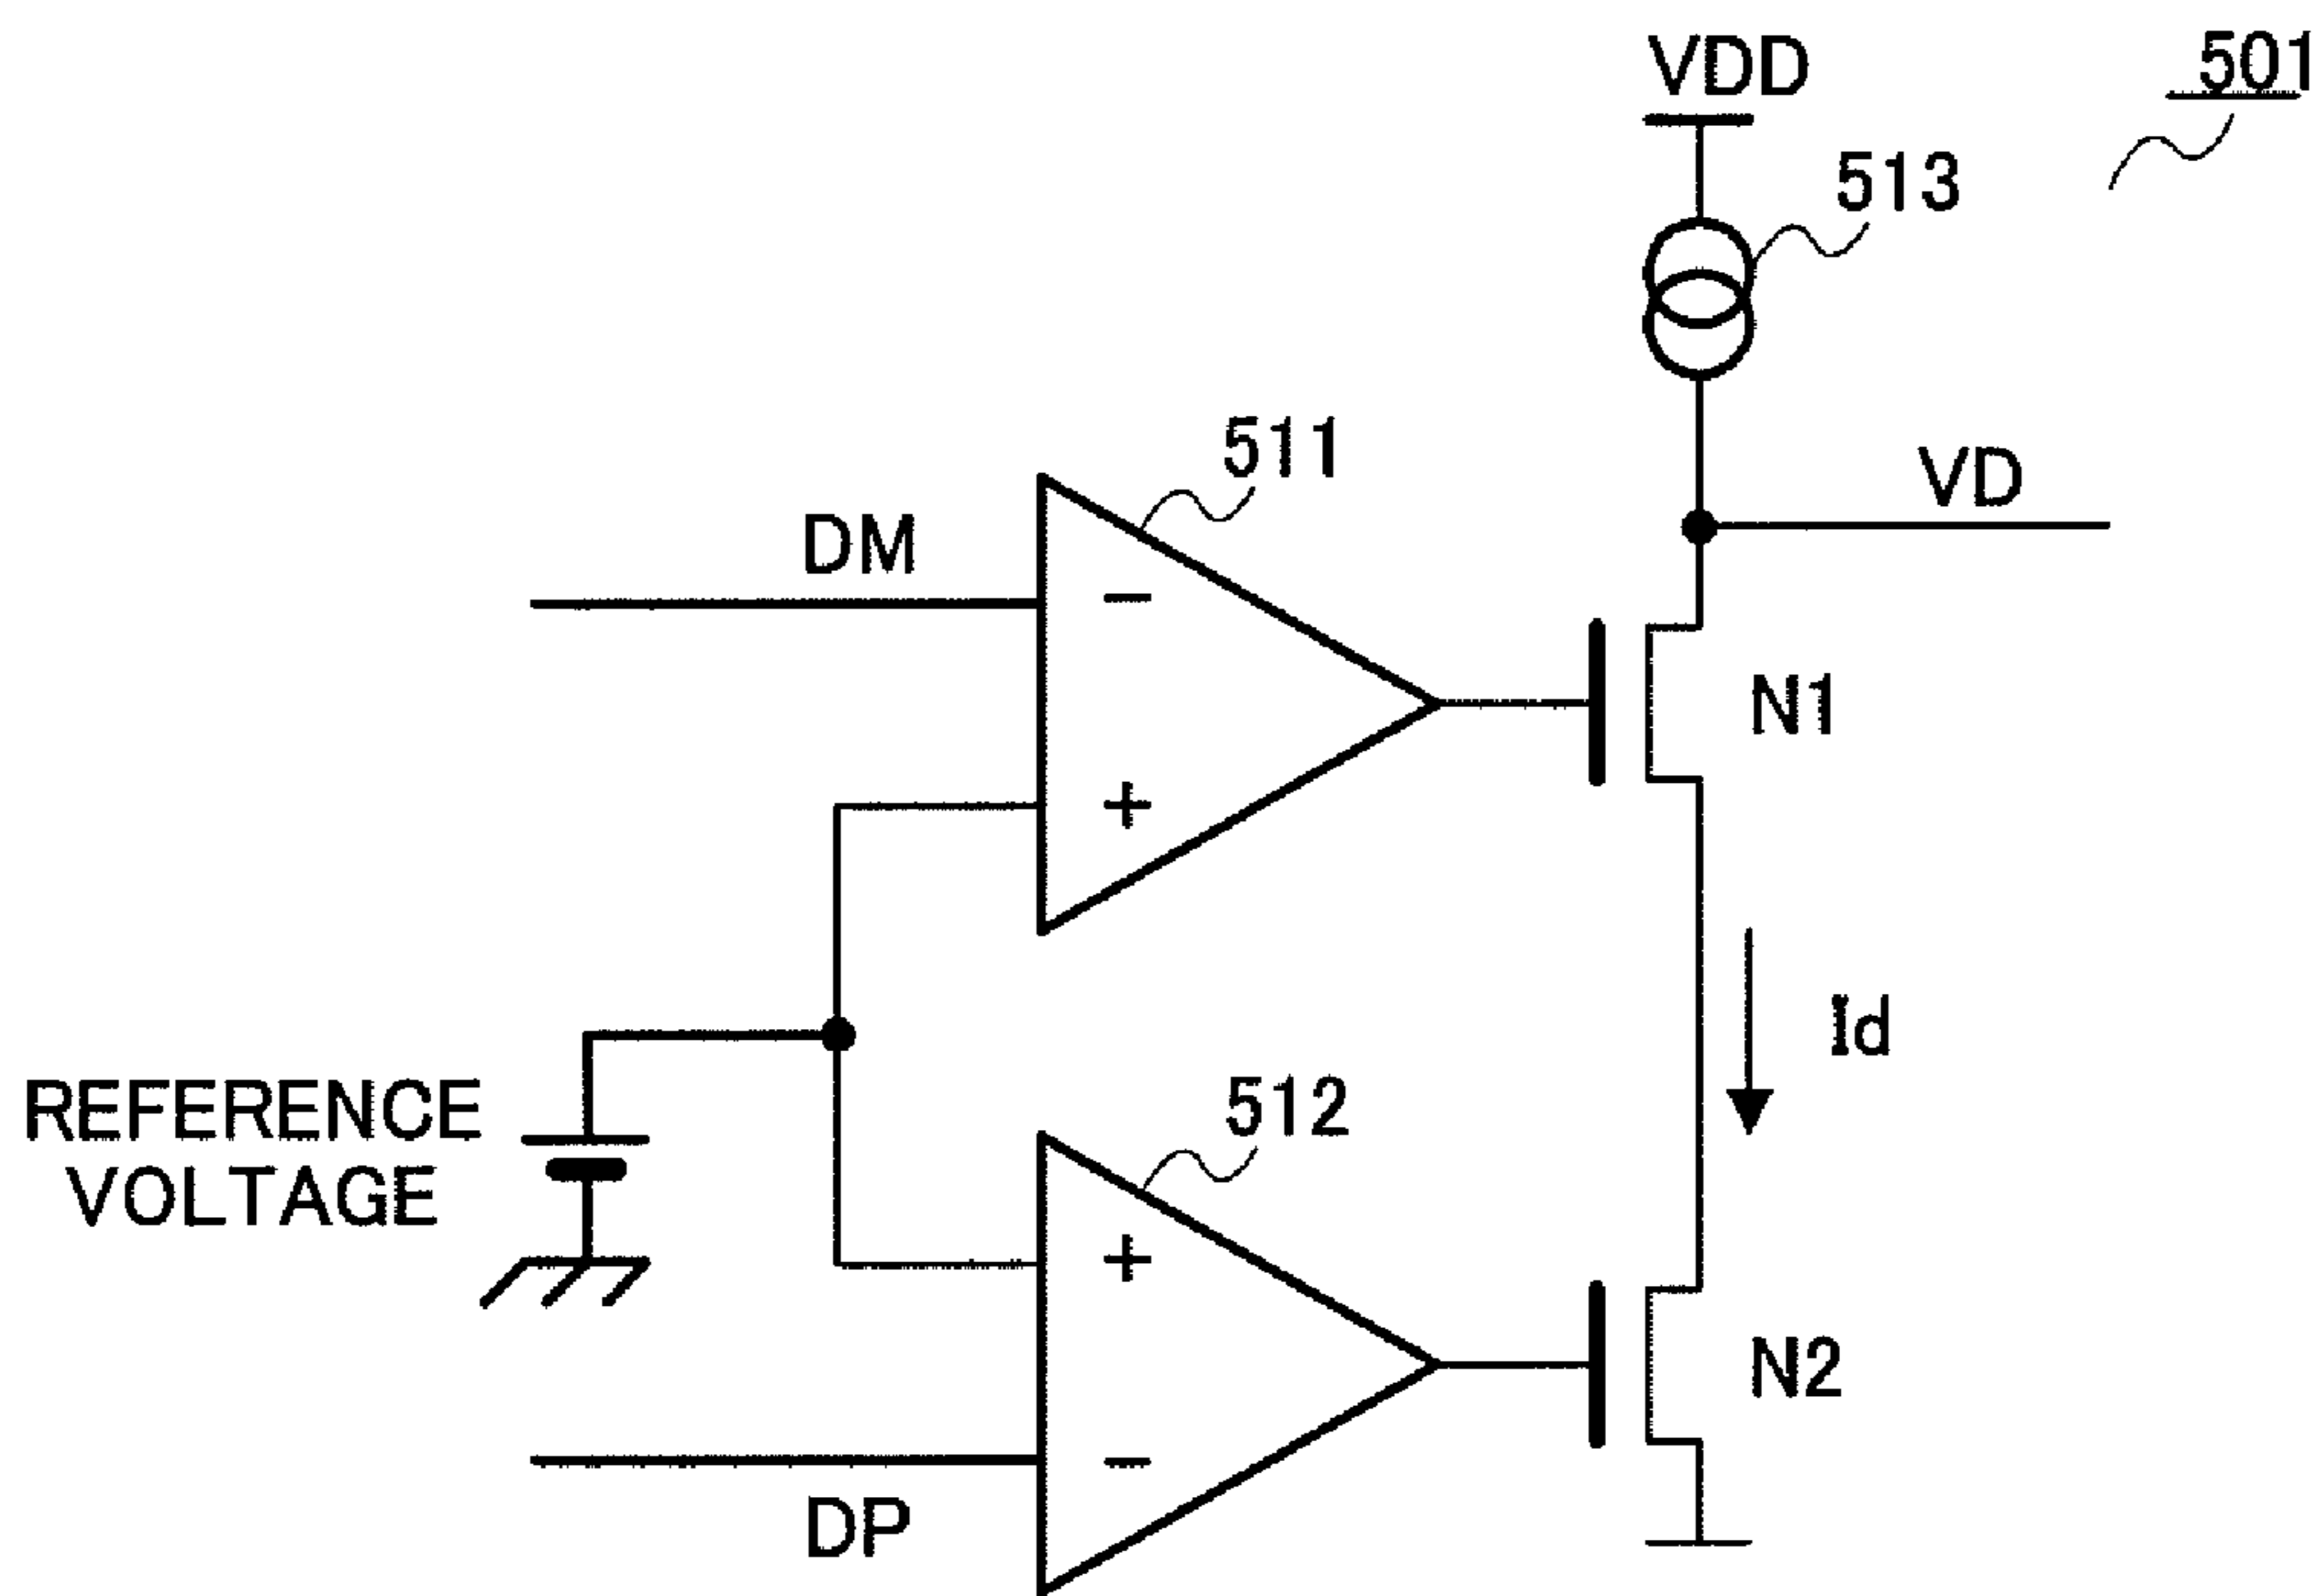 501
VDD
513
511
VD
DM
−
N1
+
Id
REFERENCE
VOLTAGE
512
+
N2
−
DP